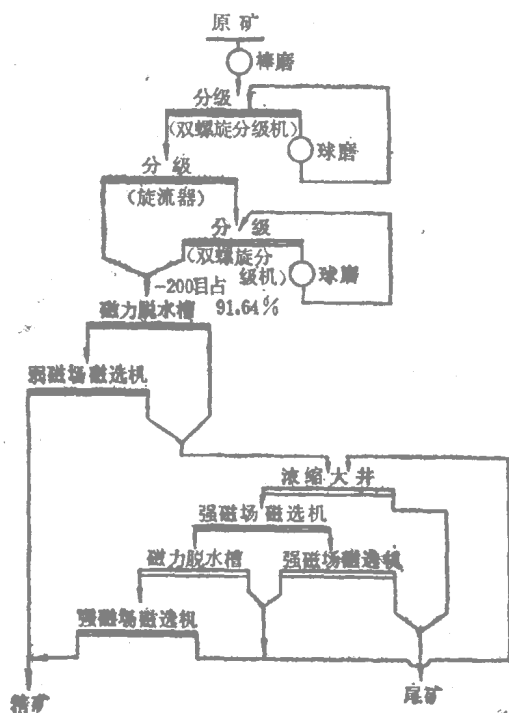 原矿
棒磨
分级
(双螺旋分级机)
球磨
分级
(旋流器)
分级
(双螺旋分
级机)
球磨
-200目占
91.64%
磁力脱水槽
弱磁场磁选机
浓缩大井
强磁场磁选机
磁力脱水槽
强磁场磁选机
强磁场磁选机
精矿
尾矿